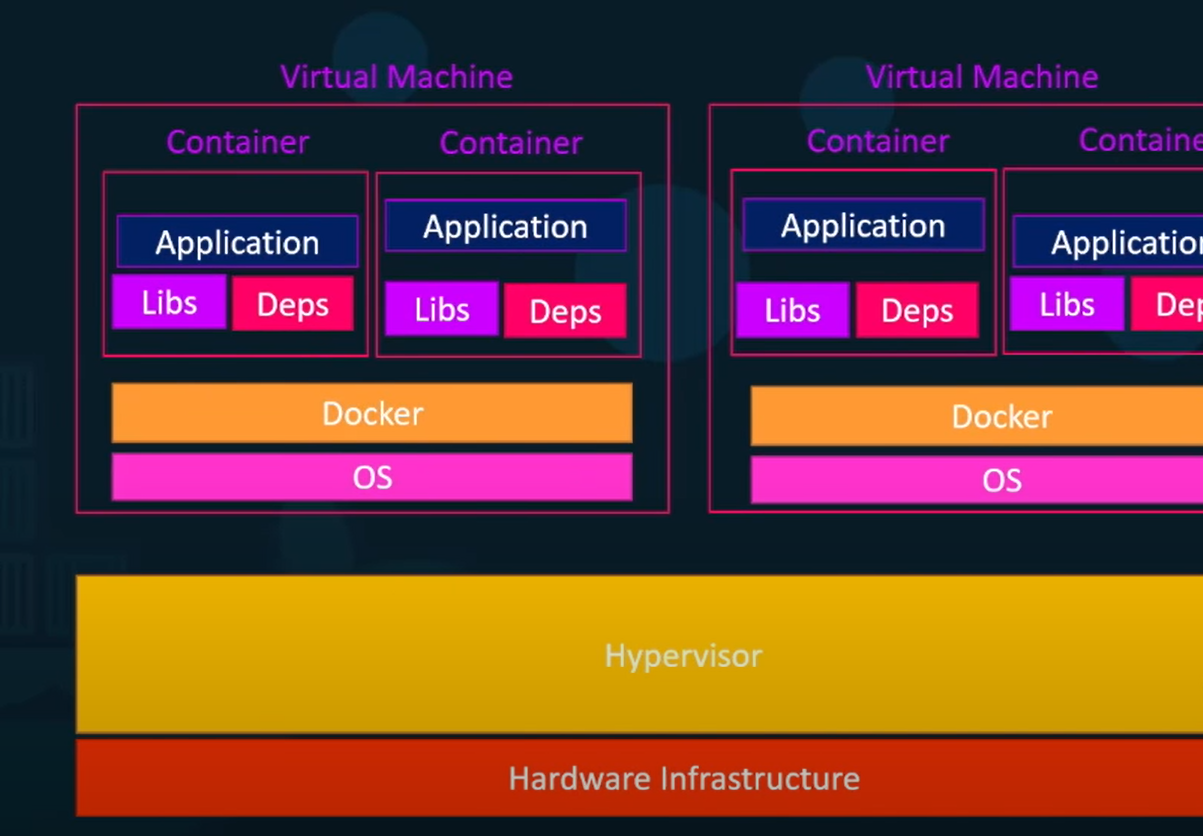 Virtual Machine
Virtual Machine
Container
Container
Container
Containe
Application
Application
Application
Applicatio
Libs
Deps
Libs
Deps
Libs
Deps
Libs
Dep
Docker
Docker
OS
OS
Hypervisor
Hardware Infrastructure